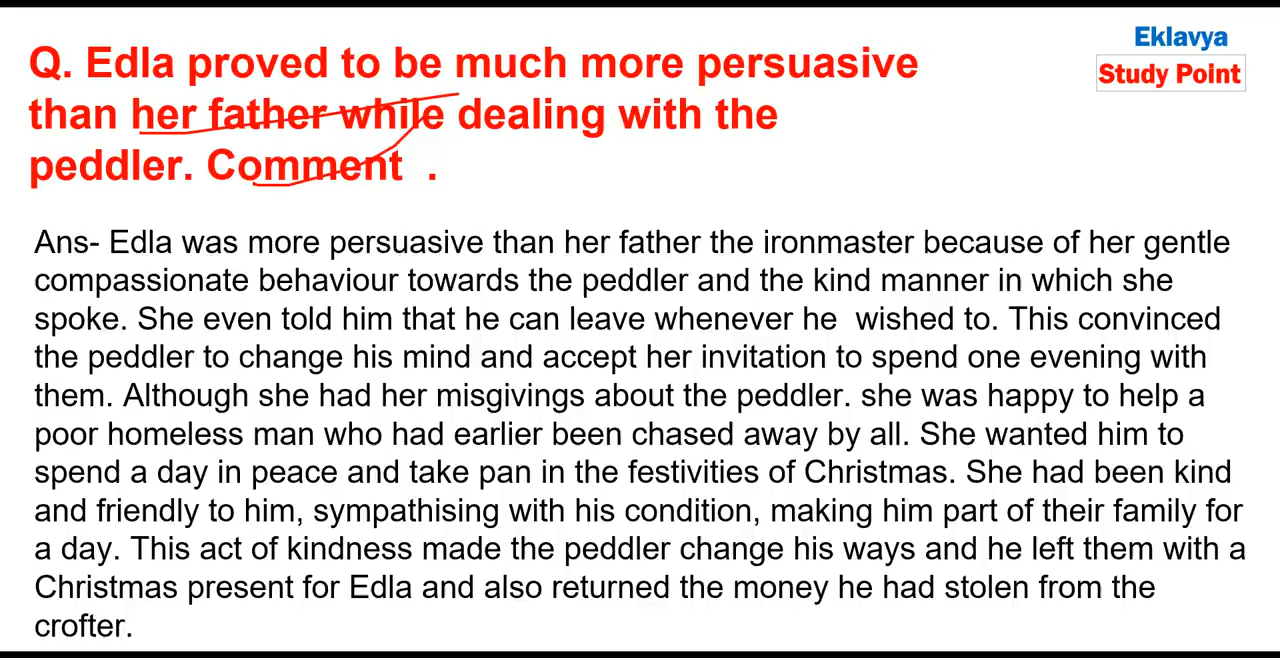 Eklavya
Study Point
Q. Edla proved to be much more persuasive
than her father while dealing with the
peddler. Comment .
Ans- Edla was more persuasive than her father the ironmaster because of her gentle
compassionate behaviour towards the peddler and the kind manner in which she
spoke. She even told him that he can leave whenever he wished to. This convinced
the peddler to change his mind and accept her invitation to spend one evening with
them. Although she had her misgivings about the peddler. she was happy to help a
poor homeless man who had earlier been chased away by all. She wanted him to
spend a day in peace and take pan in the festivities of Christmas. She had been kind
and friendly to him, sympathising with his condition, making him part of their family for
a day. This act of kindness made the peddler change his ways and he left them with a
Christmas present for Edla and also returned the money he had stolen from the
crofter.